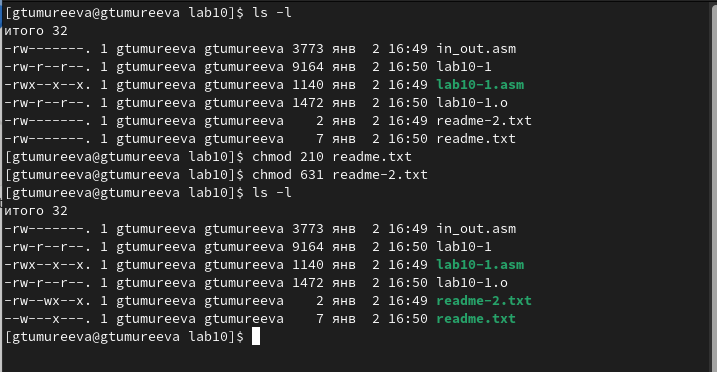 [gtumureeva@gtumureeva lab10]$ ls -l
итого 32
-rw-------. 1 gtumureeva gtumureeva 3773 янв  2 16:49 in_out.asm
-rw-r--r--. 1 gtumureeva gtumureeva 9164 янв  2 16:50 lab10-1
-rwx--x--x. 1 gtumureeva gtumureeva 1140 янв  2 16:49 lab10-1.asm
-rw-r--r--. 1 gtumureeva gtumureeva 1472 янв  2 16:50 lab10-1.o
-rw-------. 1 gtumureeva gtumureeva    2 янв  2 16:49 readme-2.txt
-rw-------. 1 gtumureeva gtumureeva    7 янв  2 16:50 readme.txt
[gtumureeva@gtumureeva lab10]$ chmod 210 readme.txt
[gtumureeva@gtumureeva lab10]$ chmod 631 readme-2.txt
[gtumureeva@gtumureeva lab10]$ ls -l
итого 32
-rw-------. 1 gtumureeva gtumureeva 3773 янв  2 16:49 in_out.asm
-rw-r--r--. 1 gtumureeva gtumureeva 9164 янв  2 16:50 lab10-1
-rwx--x--x. 1 gtumureeva gtumureeva 1140 янв  2 16:49 lab10-1.asm
-rw-r--r--. 1 gtumureeva gtumureeva 1472 янв  2 16:50 lab10-1.o
-rw--wx--x. 1 gtumureeva gtumureeva    2 янв  2 16:49 readme-2.txt
--w---x---. 1 gtumureeva gtumureeva    7 янв  2 16:50 readme.txt
[gtumureeva@gtumureeva lab10]$